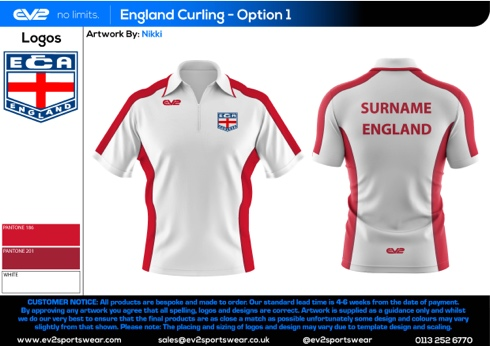 EV2 no limits. England Curling - Option 1
Logos
Artwork By: Nikki
ECA
ENGLAND
EV2
ECA
ENGLAND
SURNAME
ENGLAND
EV2
PANTONE 186
PANTONE 201
WHITE
CUSTOMER NOTICE: All products are bespoke and made to order. Our standard lead time is 4-6 weeks from the date of payment.
By approving any artwork you agree that all spelling, logos and designs are correct. Artwork is supplied as a guidance only and whilst
we do our very best to ensure that the final products are as close a match as possible unfortunately some design and colours may vary
slightly from that shown. Please note: The placing and sizing of logos and design may vary due to template design and scaling.
www.ev2sportswear.com sales@ev2sportswear.co.uk 0113 252 6770